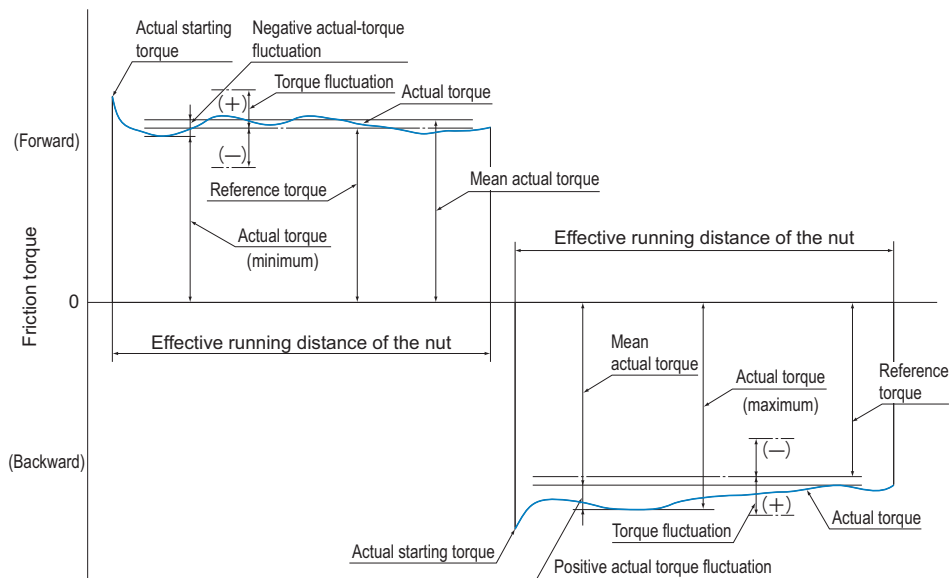 Actual starting
torque
Negative actual-torque
fluctuation
Torque fluctuation
Actual torque
(+)
(Forward)
(—)
Reference torque
Mean actual torque
Actual torque
(minimum)
Effective running distance of the nut
Friction torque
0
Effective running distance of the nut
Mean
actual torque
Actual torque
(maximum)
Reference
torque
(Backward)
(—)
(+)
Actual starting torque
Torque fluctuation
Actual torque
Positive actual torque fluctuation